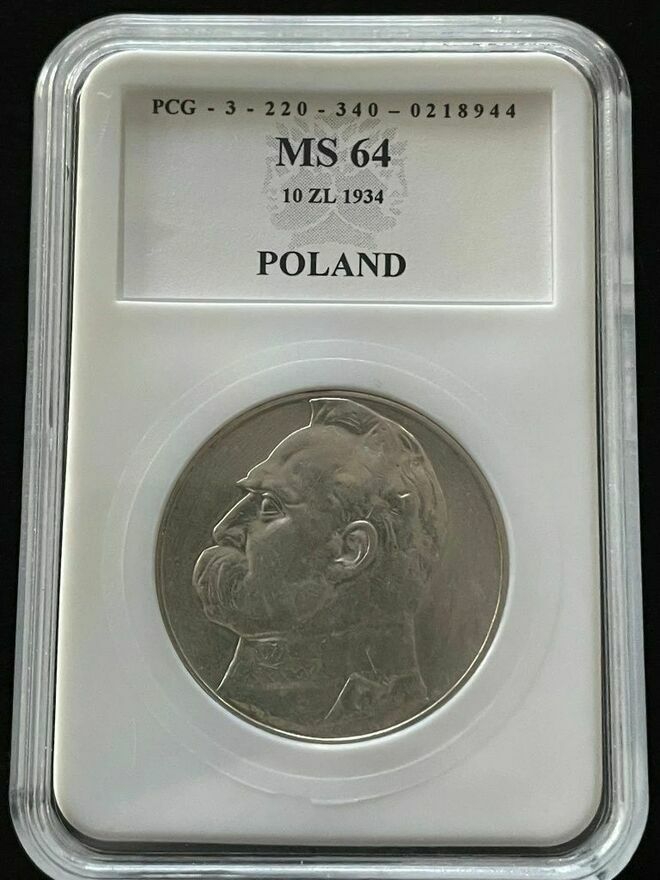 PCG - 3 - 220 - 340 - 0218944
MS 64
10 ZL 1934
POLAND